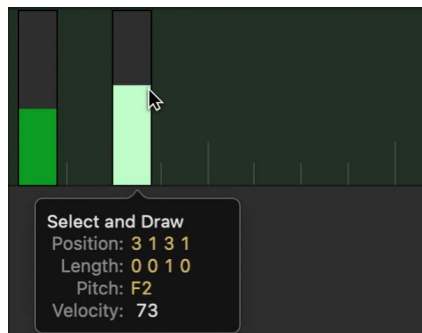 Select and Draw
Position: 3 1 3 1
Length: 0 0 1 0
Pitch: F2
Velocity: 73